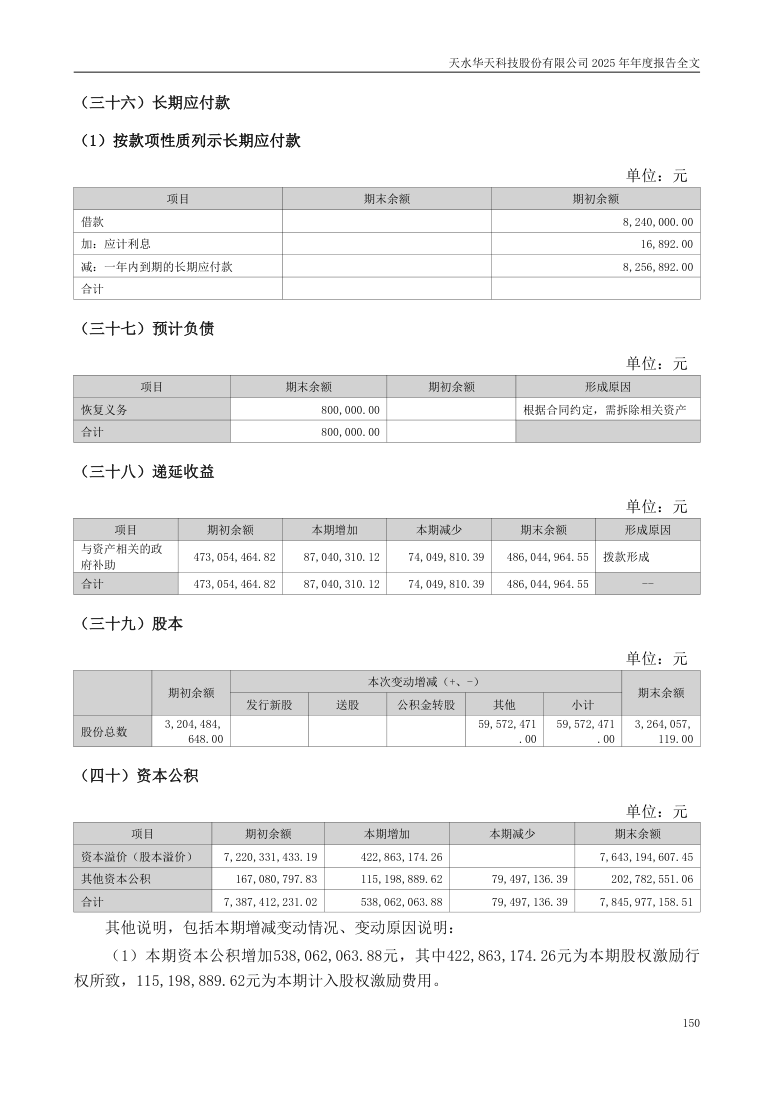 天水华天科技股份有限公司 2025 年年度报告全文
（三十六）长期应付款
（1）按款项性质列示长期应付款
单位：元
项目 期末余额 期初余额
借款 8,240,000.00
加：应计利息 16,892.00
减：一年内到期的长期应付款 8,256,892.00
合计
（三十七）预计负债
单位：元
项目 期末余额 期初余额 形成原因
恢复义务 800,000.00 根据合同约定，需拆除相关资产
合计 800,000.00
（三十八）递延收益
单位：元
项目 期初余额 本期增加 本期减少 期末余额 形成原因
与资产相关的政
府补助 473,054,464.82 87,040,310.12 74,049,810.39 486,044,964.55 拨款形成
合计 473,054,464.82 87,040,310.12 74,049,810.39 486,044,964.55 --
（三十九）股本
单位：元
期初余额 本次变动增减（+、-） 期末余额
发行新股 送股 公积金转股 其他 小计
股份总数 3,204,484, 59,572,471 59,572,471 3,264,057,
648.00 .00 .00 119.00
（四十）资本公积
单位：元
项目 期初余额 本期增加 本期减少 期末余额
资本溢价（股本溢价） 7,220,331,433.19 422,863,174.26 7,643,194,607.45
其他资本公积 167,080,797.83 115,198,889.62 79,497,136.39 202,782,551.06
合计 7,387,412,231.02 538,062,063.88 79,497,136.39 7,845,977,158.51
其他说明，包括本期增减变动情况、变动原因说明：
（1）本期资本公积增加538,062,063.88元，其中422,863,174.26元为本期股权激励行
权所致，115,198,889.62元为本期计入股权激励费用。
150